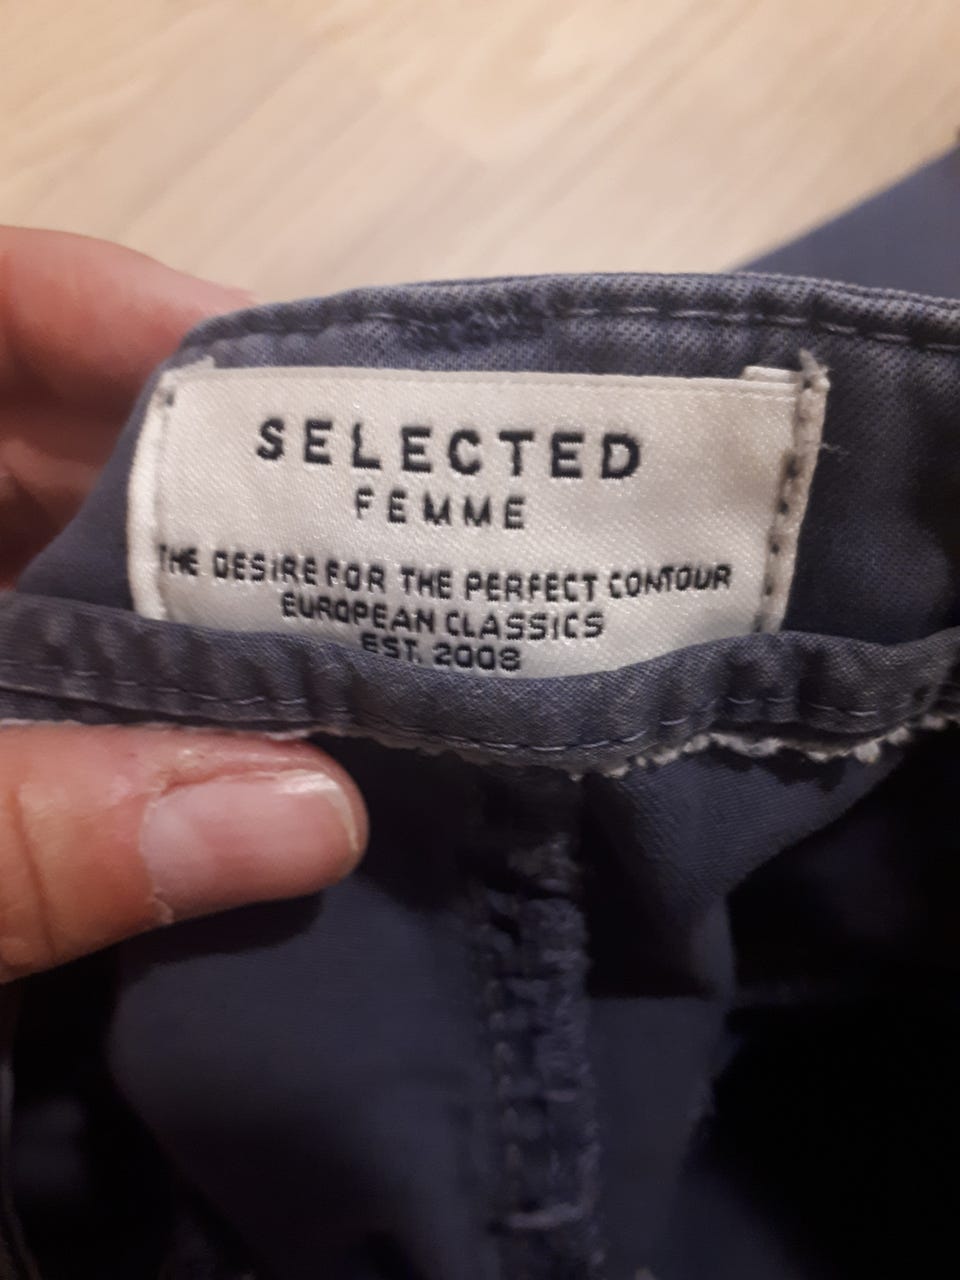 SELECTED
FEMME
THE DESIRE FOR THE PERFECT CONTOUR
EUROPEAN CLASSICS
EST. 2008